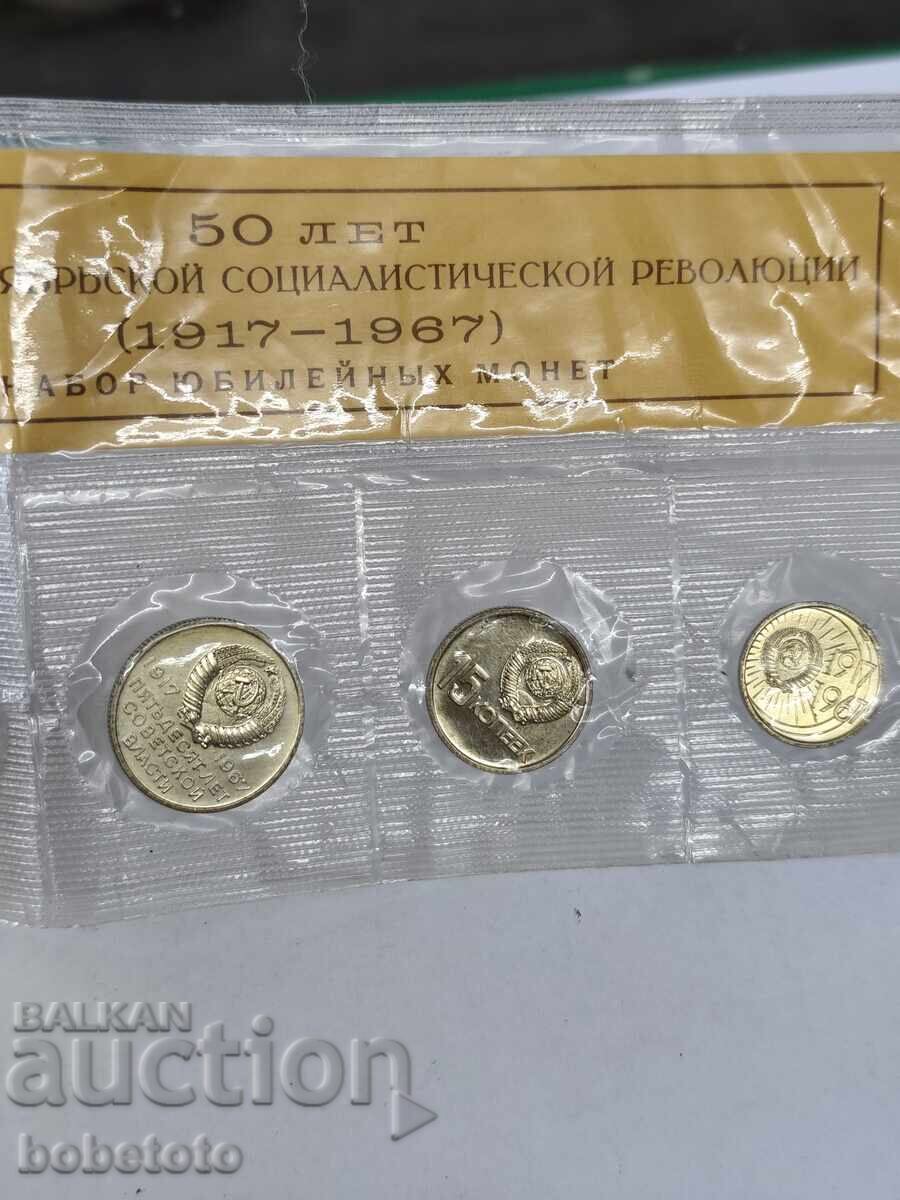 50 ЛЕТ
ЯБРЬСКОЙ СОЦИАЛИСТИЧЕСКОЙ РЕВОЛЮЦИИ
(1917–1967)
НАБОР ЮБИЛЕЙНЫХ МОНЕТ
1917 1967
ПЯТЬДЕСЯТ ЛЕТ
СОВЕТСКОЙ
ВЛАСТИ
15
КОПЕЕК
1917
1967
BALKAN
auction
bobetoto